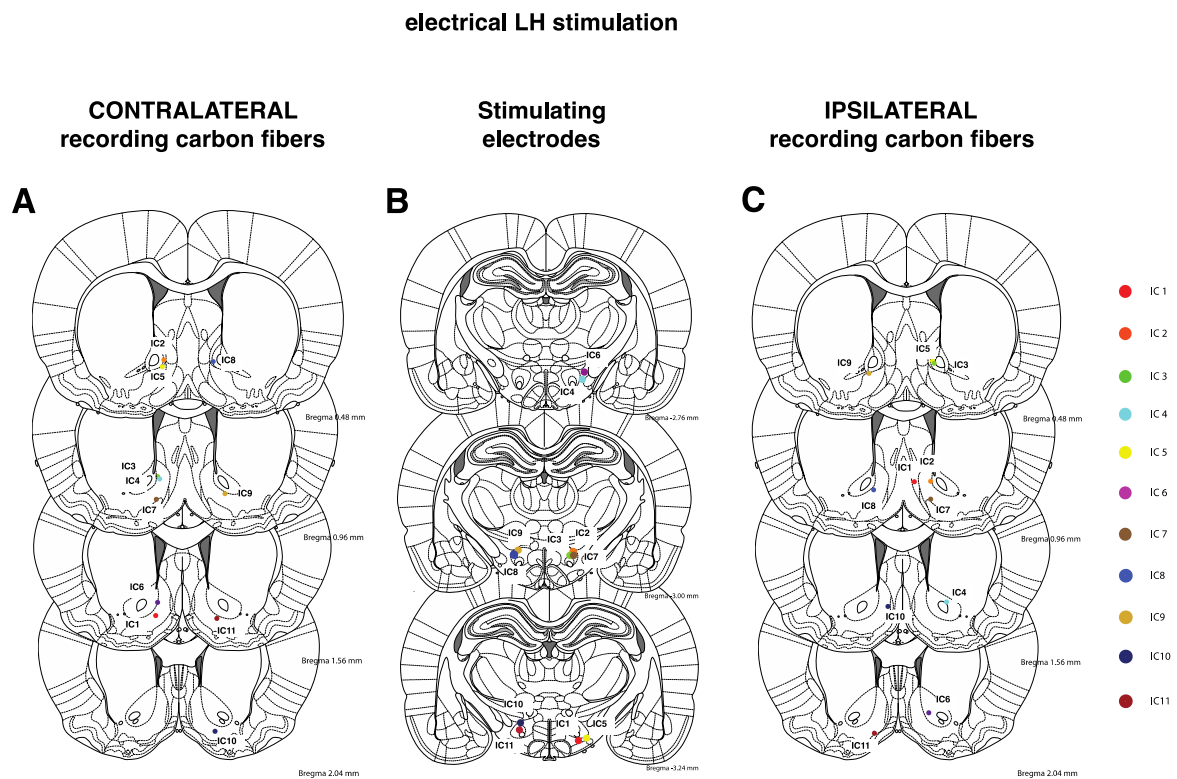 electrical LH stimulation
CONTRALATERAL
recording carbon fibers
Stimulating
electrodes
IPSILATERAL
recording carbon fibers
A
IC2
IC8
IC5
Bregma 0.48 mm
IC3
IC4
IC9
IC7
Bregma 0.96 mm
IC6
IC1
IC11
Bregma 1.56 mm
IC10
Bregma 2.04 mm
B
IC6
IC4
Bregma -2.76 mm
IC9
IC3
IC2
IC7
IC8
Bregma -3.00 mm
IC10
IC1
IC5
IC11
Bregma -3.24 mm
C
IC5
IC9
IC3
Bregma 0.48 mm
IC2
IC1
IC8
IC7
Bregma 0.96 mm
IC4
IC10
Bregma 1.56 mm
IC6
IC11
Bregma 2.04 mm
IC 1
IC 2
IC 3
IC 4
IC 5
IC 6
IC 7
IC8
IC9
IC10
IC11